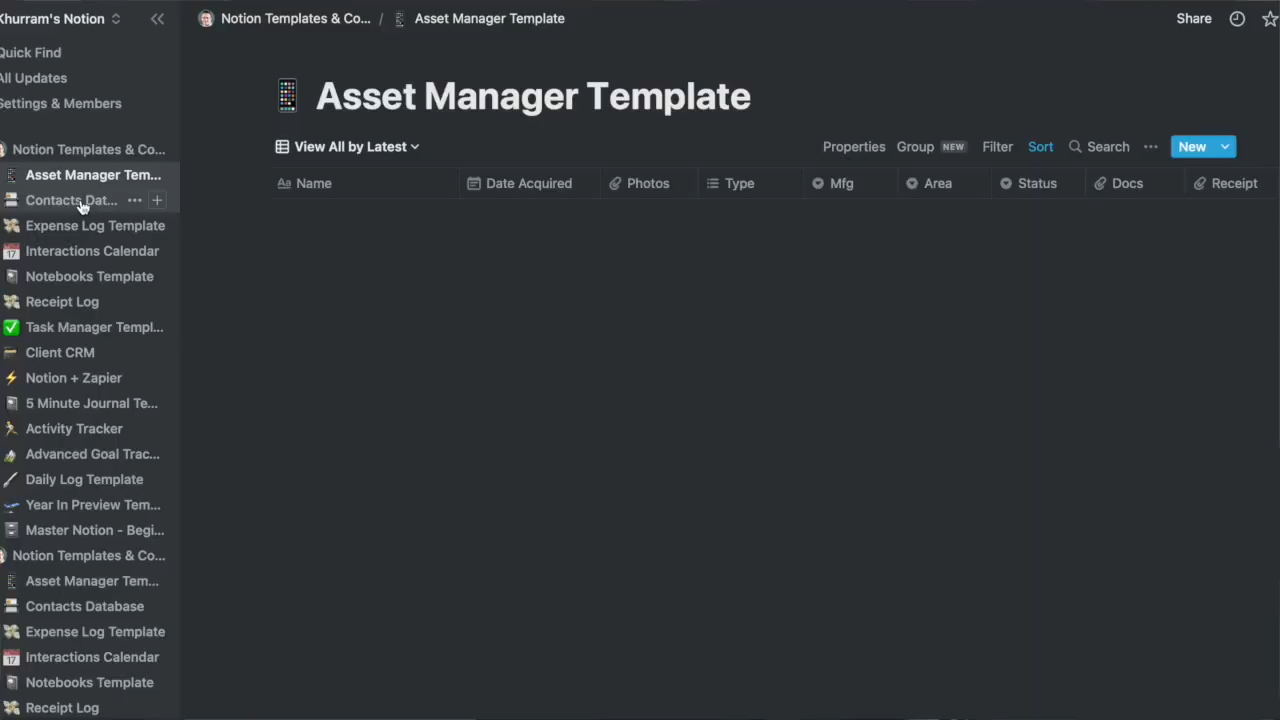 Khurram's Notion
Notion Templates & Co... / Asset Manager Template
Share
Quick Find
All Updates
Settings & Members
Notion Templates & Co...
Asset Manager Tem...
Contacts Dat...
Expense Log Template
17 Interactions Calendar
Notebooks Template
Receipt Log
Task Manager Templ...
Client CRM
Notion + Zapier
5 Minute Journal Te...
Activity Tracker
Advanced Goal Trac...
Daily Log Template
Year In Preview Tem...
Master Notion - Begi...
Notion Templates & Co...
Asset Manager Tem...
Contacts Database
Expense Log Template
17 Interactions Calendar
Notebooks Template
Receipt Log
Asset Manager Template
View All by Latest
Properties Group NEW Filter Sort Search ... New
Aa Name Date Acquired Photos Type Mfg Area Status Docs Receipt